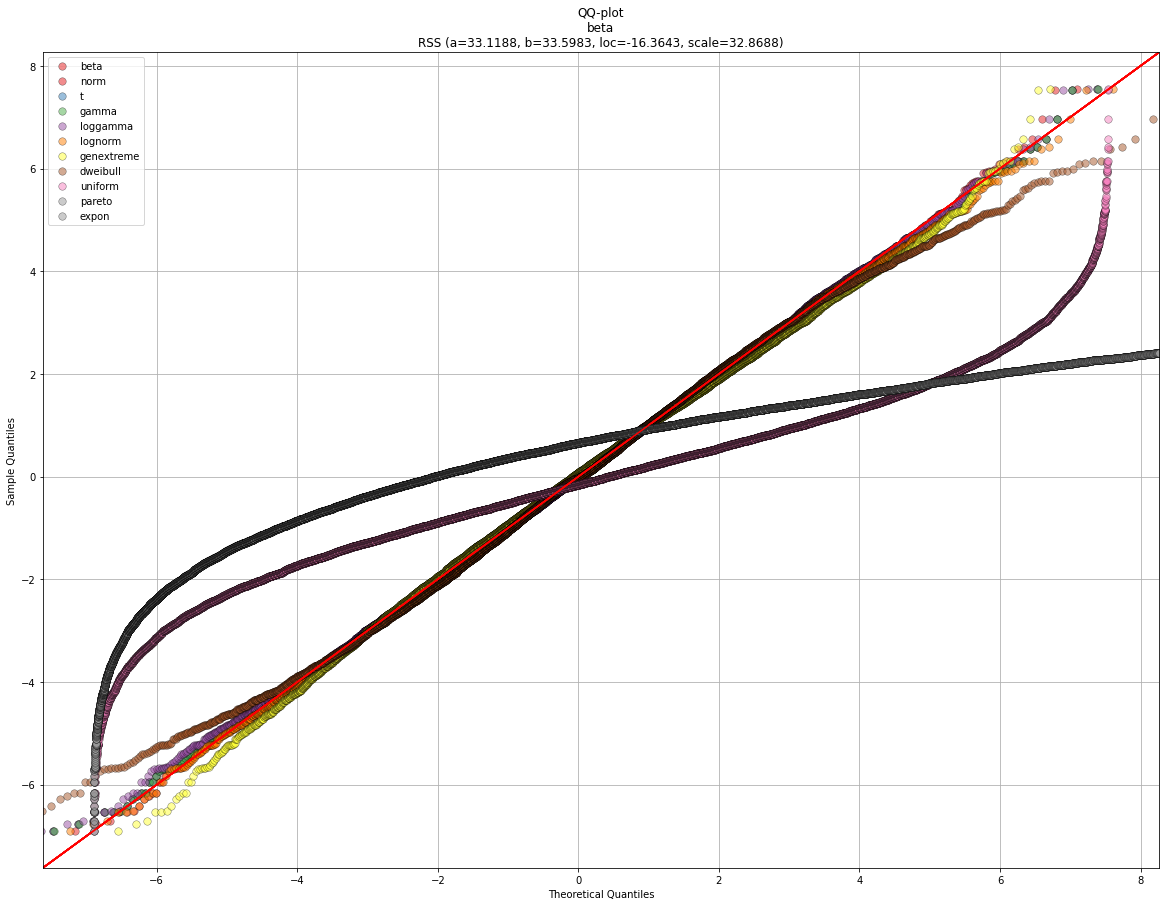 QQ-plot
beta
RSS (a=33.1188, b=33.5983, loc=-16.3643, scale=32.8688)
beta
norm
t
gamma
loggamma
lognorm
genextreme
dweibull
uniform
pareto
expon
8
6
4
2
0
−2
−4
−6
Sample Quantiles
−6 −4 −2 0 2 4 6 8
Theoretical Quantiles